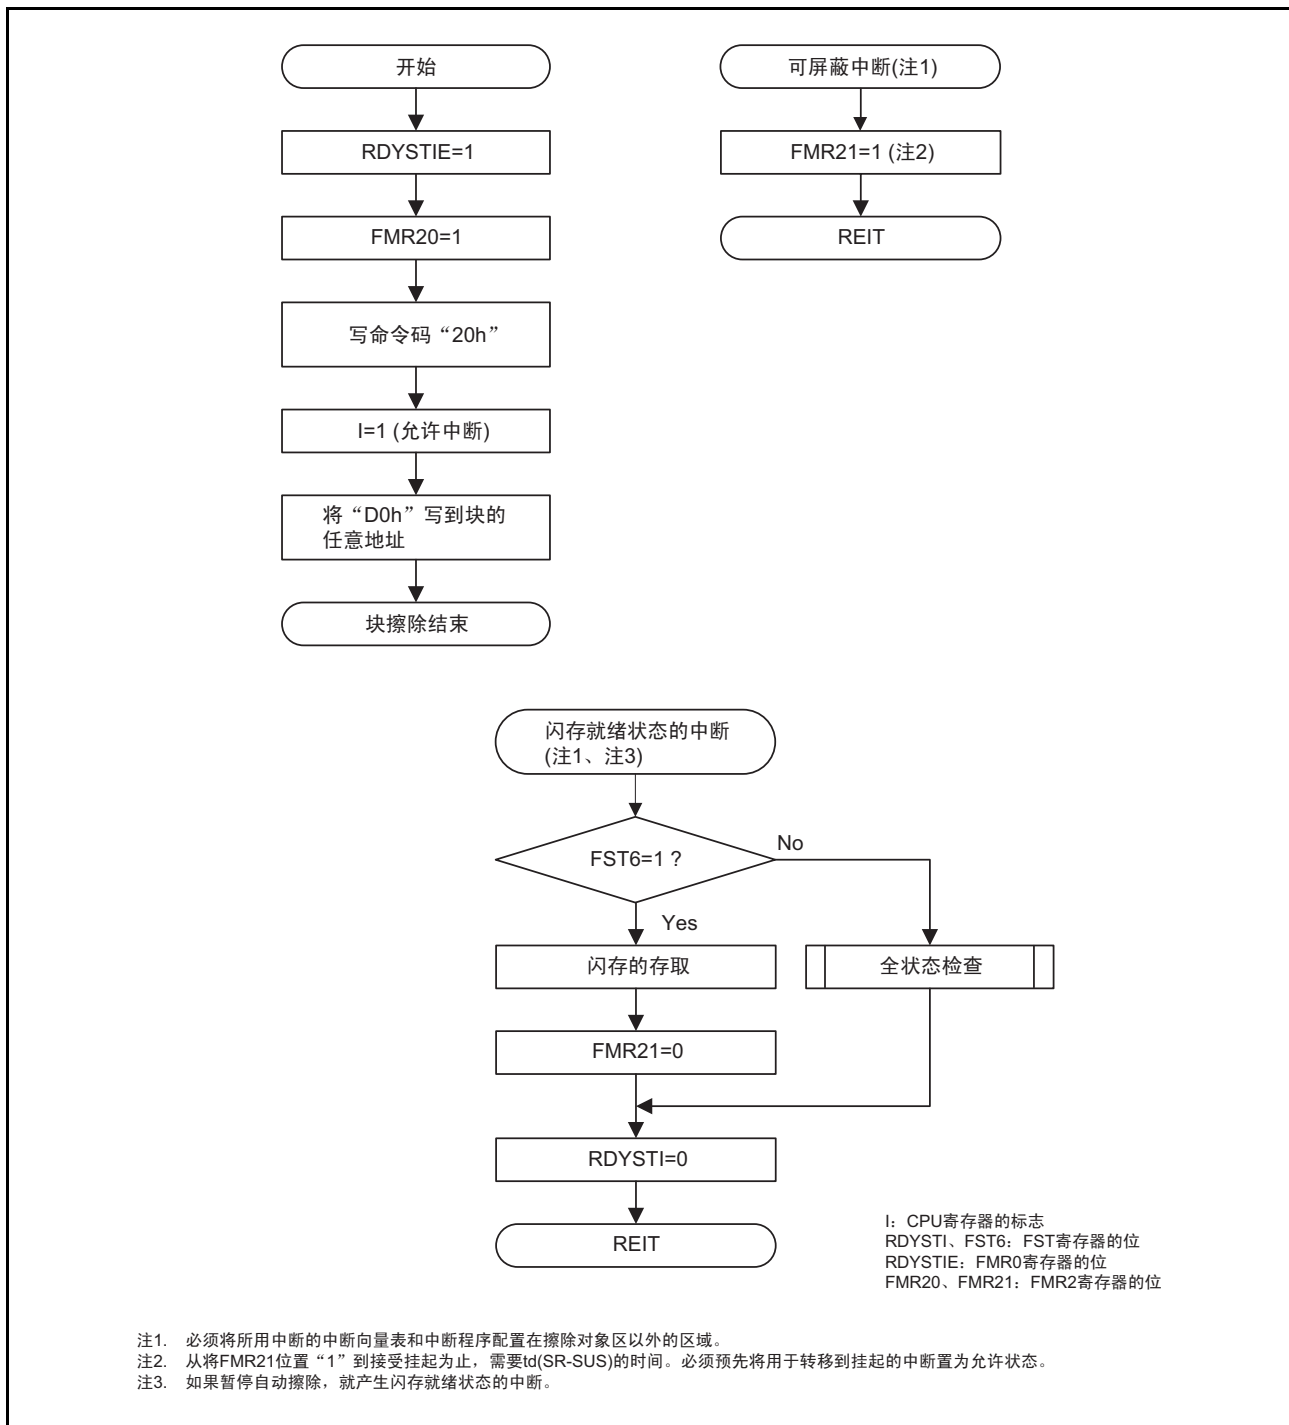 开始
RDYSTIE=1
FMR20=1
写命令码“20h”
I=1 (允许中断)
将“D0h”写到块的
任意地址
块擦除结束
可屏蔽中断(注1)
FMR21=1 (注2)
REIT
闪存就绪状态的中断
(注1、注3)
FST6=1 ?
No
Yes
闪存的存取
全状态检查
FMR21=0
RDYSTI=0
REIT
I：CPU寄存器的标志
RDYSTI、FST6：FST寄存器的位
RDYSTIE：FMR0寄存器的位
FMR20、FMR21：FMR2寄存器的位
注1. 必须将所用中断的中断向量表和中断程序配置在擦除对象区以外的区域。
注2. 从将FMR21位置“1”到接受挂起为止，需要td(SR-SUS)的时间。必须预先将用于转移到挂起的中断置为允许状态。
注3. 如果暂停自动擦除，就产生闪存就绪状态的中断。